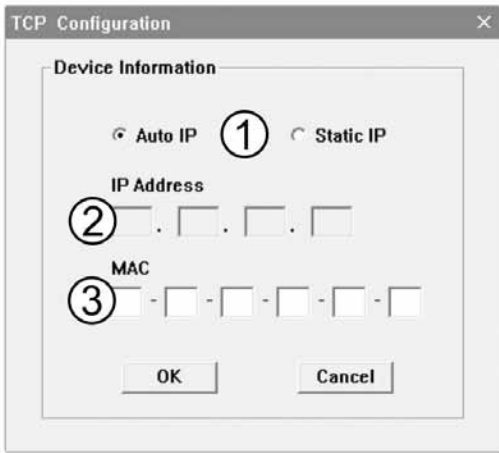 TCP Configuration ×
Device Information
Auto IP ① Static IP
IP Address
② . . .
MAC
③ - - - - -
OK Cancel